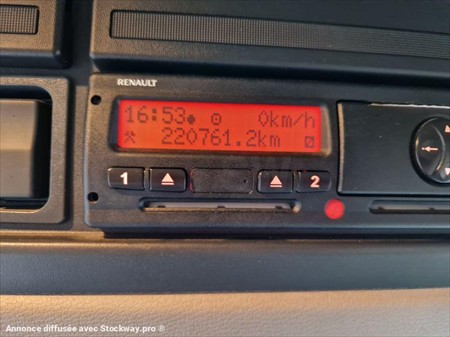 RENAULT
16:53 0km/h
220761.2km
1 2
Annonce diffusée avec Stockway.pro ®